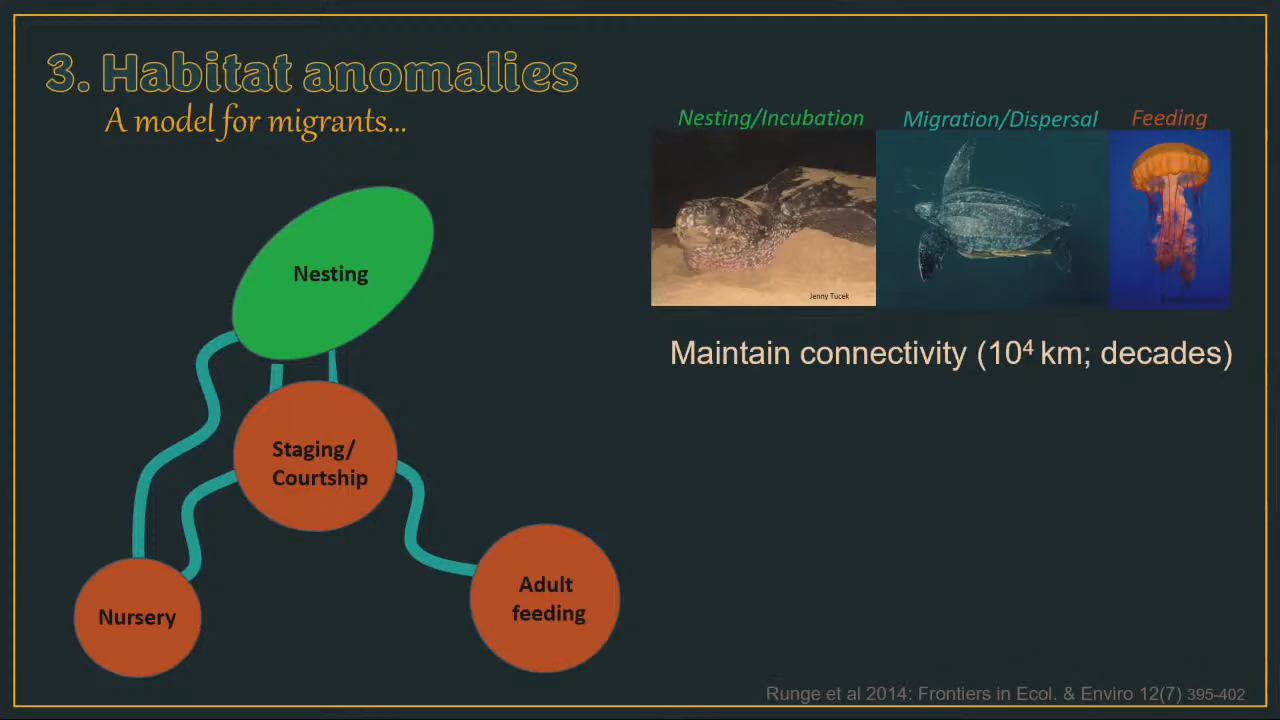 3. Habitat anomalies
A model for migrants...
Nesting/Incubation Migration/Dispersal Feeding
Jenny Tucek
Maintain connectivity (10⁴ km; decades)
Nesting
Staging/
Courtship
Adult
feeding
Nursery
Runge et al 2014: Frontiers in Ecol. & Enviro 12(7) 395-402